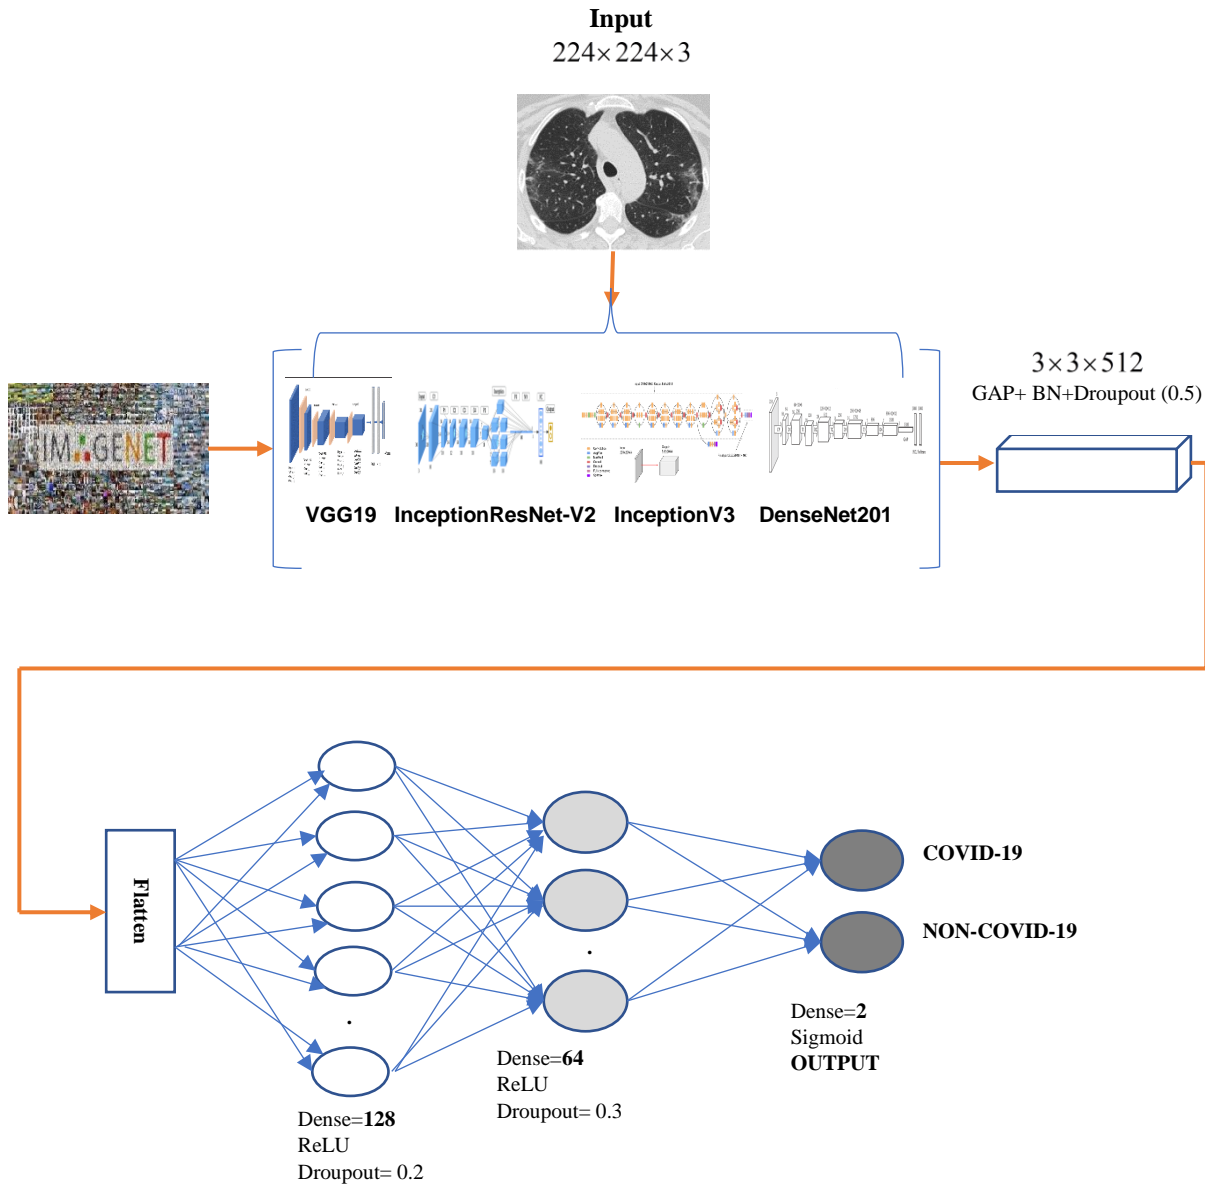 Input
224×224×3
IMAGENET
3×3×512
GAP+ BN+Droupout (0.5)
VGG19 InceptionResNet-V2 InceptionV3 DenseNet201
Flatten
COVID-19
NON-COVID-19
Dense=2
Sigmoid
OUTPUT
Dense=64
ReLU
Droupout= 0.3
Dense=128
ReLU
Droupout= 0.2